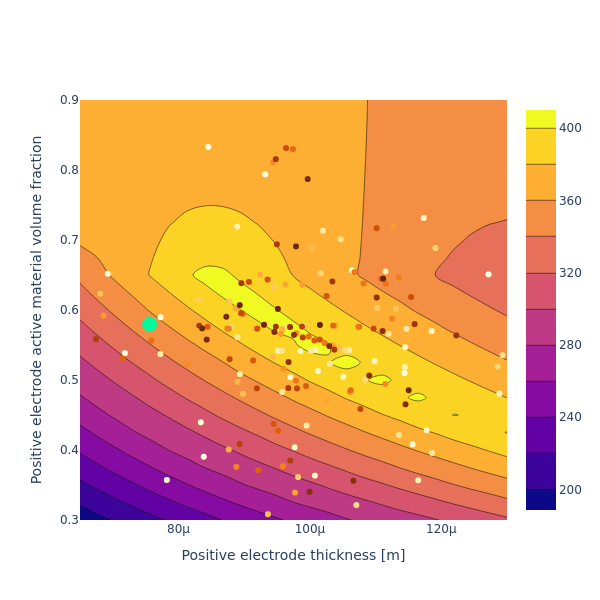 Positive electrode active material volume fraction
0.9
0.8
0.7
0.6
0.5
0.4
0.3
80μ
100μ
120μ
Positive electrode thickness [m]
400
360
320
280
240
200